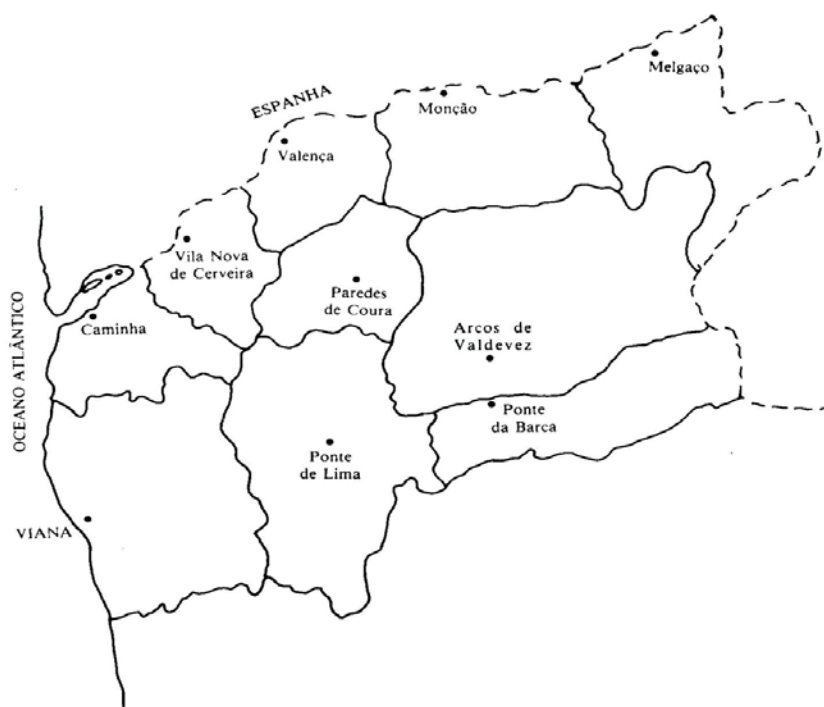 Melgaço
ESPANHA
Monção
Valença
Vila Nova
de Cerveira
Paredes
de Coura
OCEANO ATLÂNTICO
Caminha
Arcos de
Valdevez
Ponte
da Barca
Ponte
de Lima
VIANA